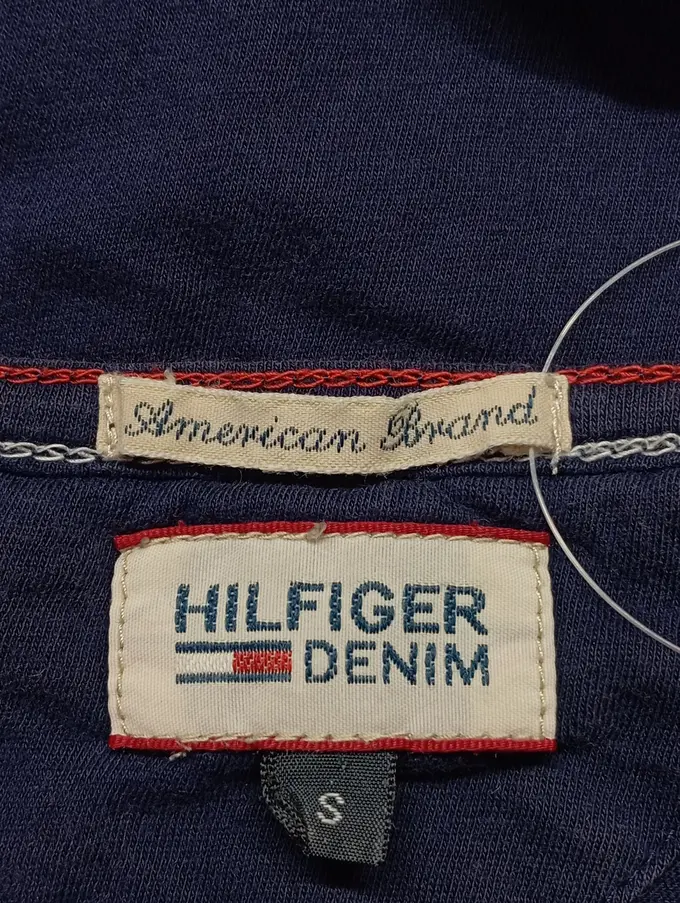 American Brand
HILFIGER
DENIM
S